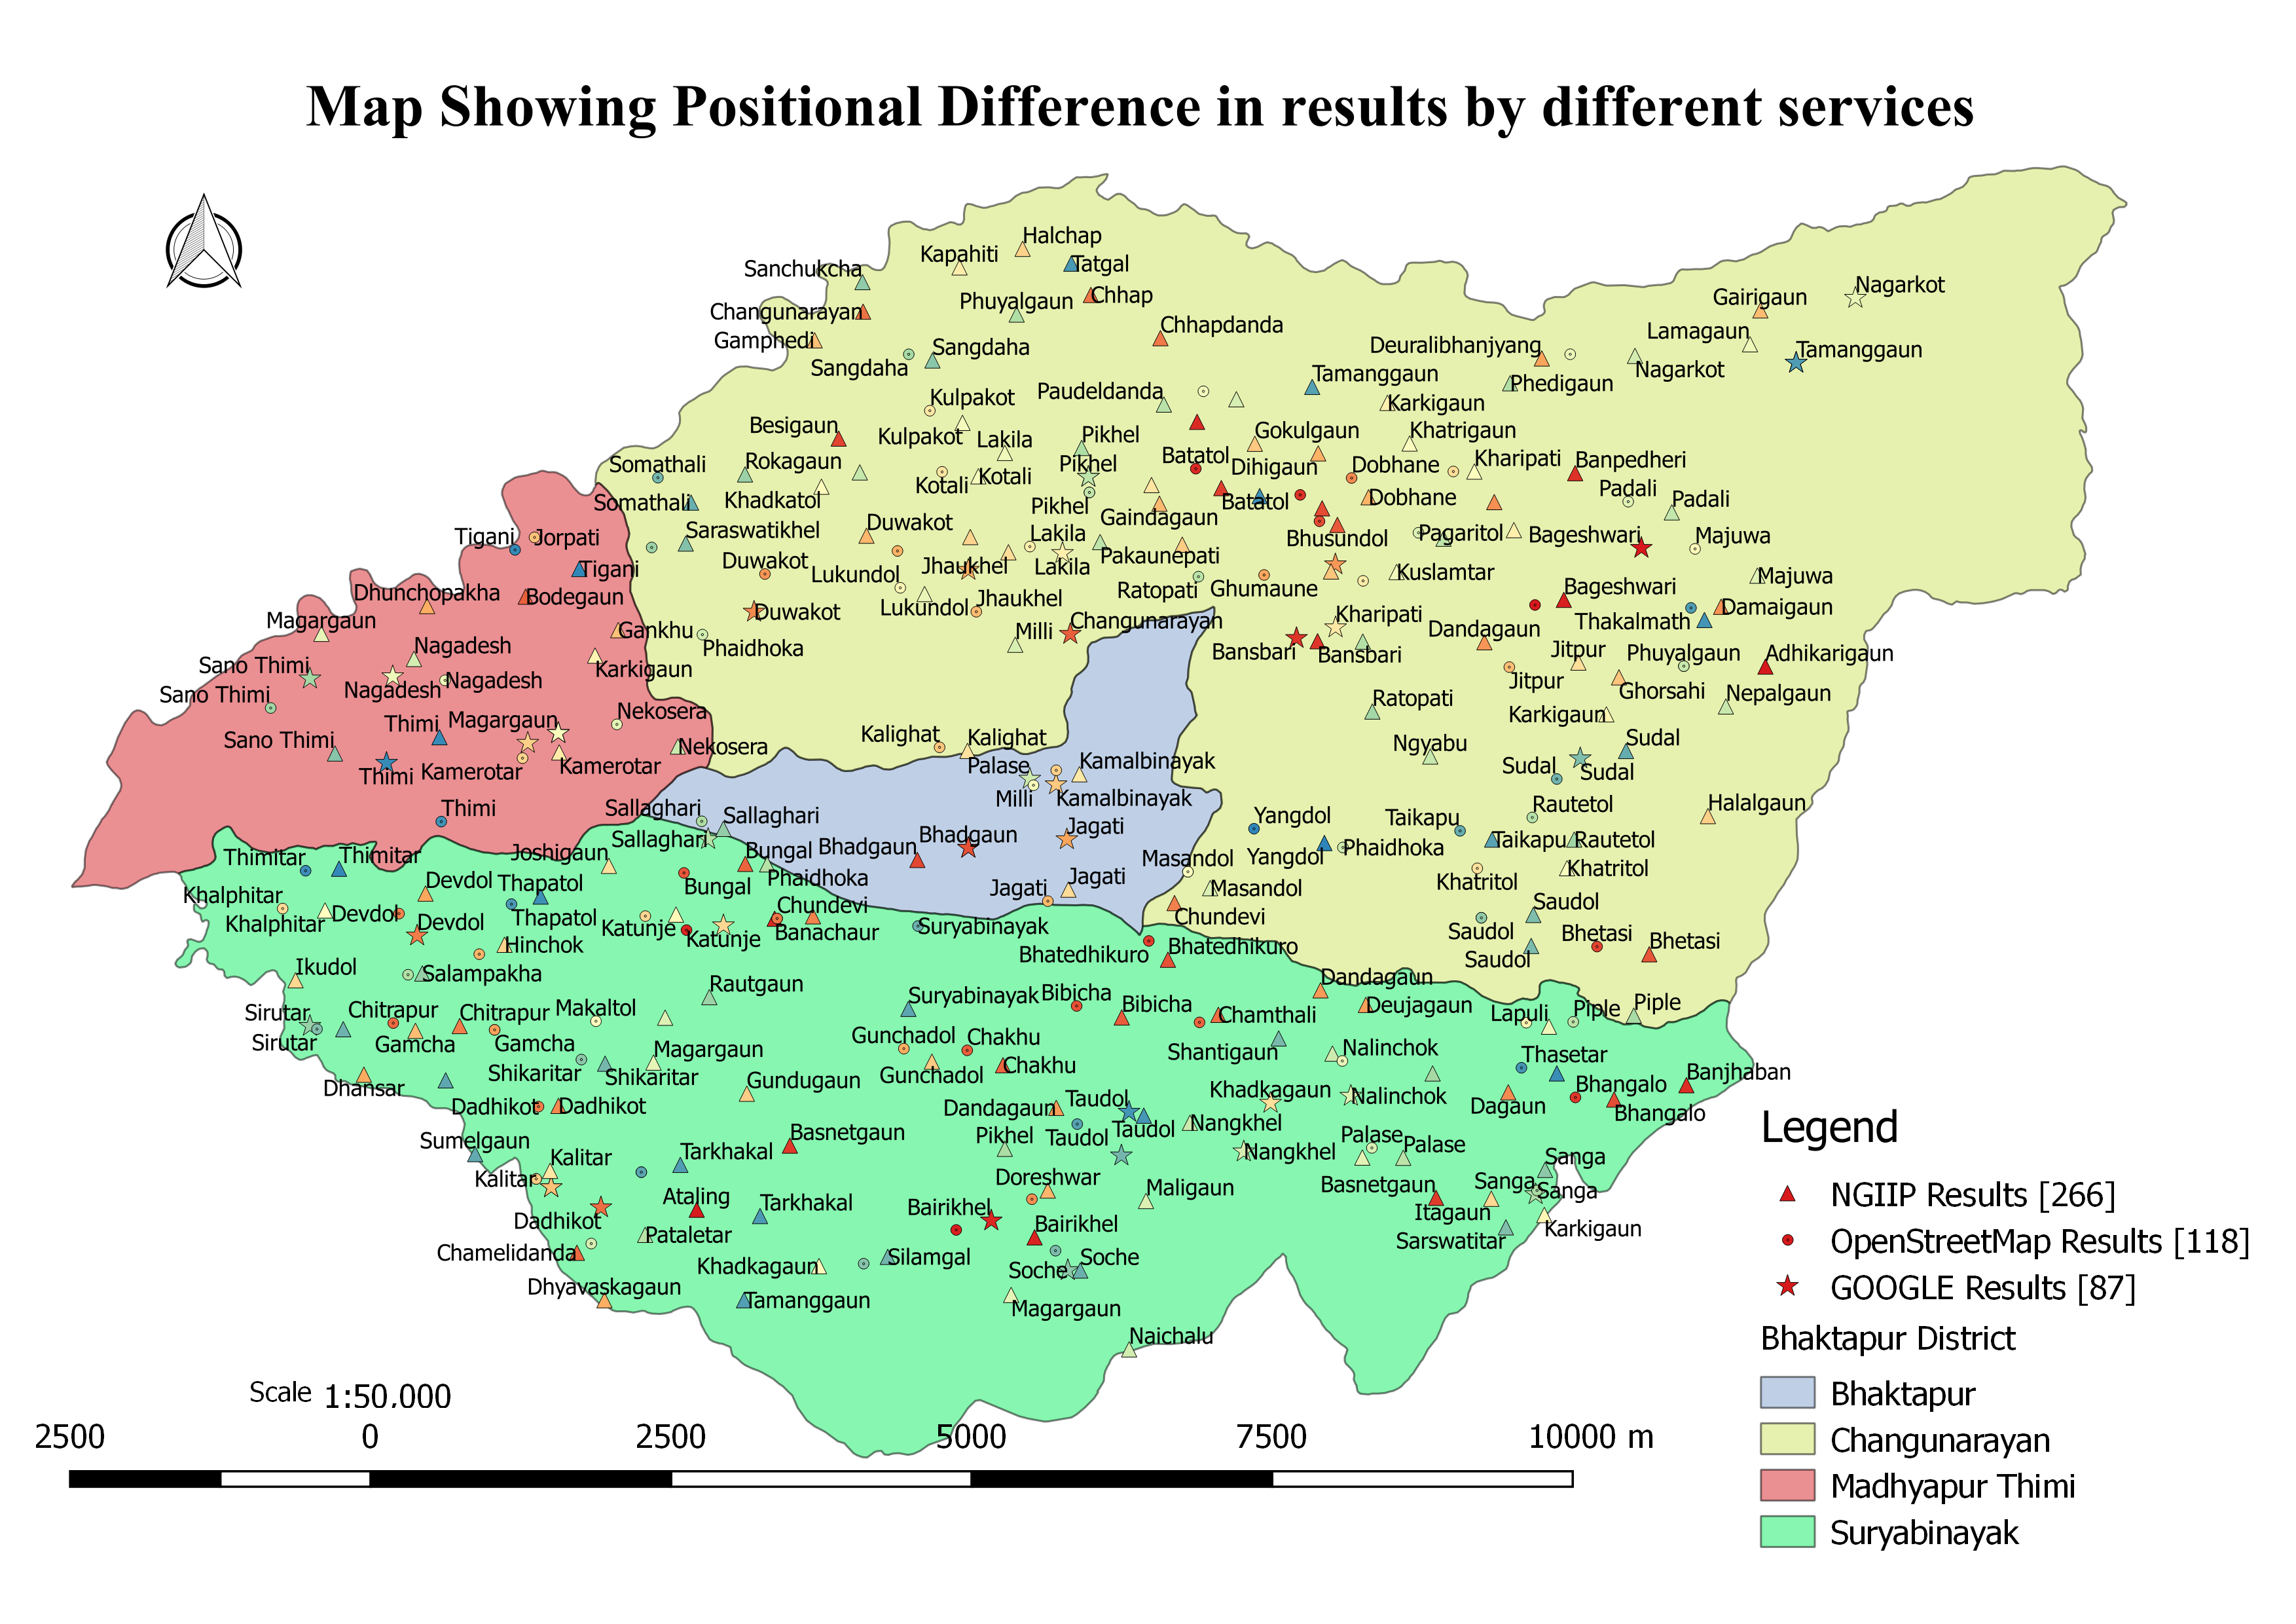 Map Showing Positional Difference in results by different services
Halchap
Kapahiti
Tatgal
Sanchukcha
Nagarkot
Phuyalgaun
Chhap
Gairigaun
Changunarayan
Chhapdanda
Lamagaun
Gamphedi
Sangdaha
Deuralibhanjyang
Tamanggaun
Sangdaha
Nagarkot
Tamanggaun
Phedigaun
Paudeldanda
Kulpakot
Karkigaun
Besigaun
Kulpakot
Lakila
Pikhel
Gokulgaun
Khatrigaun
Somathali
Rokagaun
Pikhel
Batatol
Dihigaun
Dobhane
Kharipati
Banpedheri
Kotali
Kotali
Padali
Somathali
Khadkatol
Pikhel
Batatol
Dobhane
Padali
Saraswatikhel
Duwakot
Gaindagaun
Tigani
Jorpati
Lakila
Bhusundol
Pagaritol
Bageshwari
Majuwa
Duwakot
Jhaukhel
Lakila
Pakaunepati
Tigani
Lukundol
Kuslamtar
Majuwa
Dhunchopakha
Bodegaun
Ratopati
Ghumaune
Bageshwari
Lukundol
Jhaukhel
Damaigaun
Magargaun
Duwakot
Changunarayan
Kharipati
Thakalmath
Gankhu
Milli
Dandagaun
Nagadesh
Phaidhoka
Bansbari
Bansbari
Jitpur
Phuyalgaun
Adhikarigaun
Sano Thimi
Karkigaun
Nagadesh
Nagadesh
Jitpur
Ghorsahi
Nepalgaun
Sano Thimi
Ratopati
Nekosera
Karkigaun
Thimi
Magargaun
Sano Thimi
Nekosera
Kalighat
Kalighat
Ngyabu
Sudal
Thimi
Kamerotar
Kamerotar
Palase
Kamalbinayak
Sudal
Sudal
Milli
Kamalbinayak
Thimi
Sallaghari
Sallaghari
Yangdol
Taikapu
Rautetol
Halalgaun
Sallaghari
Bhadgaun
Bhadgaun
Jagati
Taikapu
Rautetol
Thimitar
Thimitar
Joshigaun
Bungal
Masandol
Yangdol
Phaidhoka
Khalphitar
Devdol
Thapatol
Bungal
Phaidhoka
Jagati
Jagati
Masandol
Khatritol
Khatritol
Khalphitar
Devdol
Devdol
Thapatol
Katunje
Katunje
Chundevi
Banachaur
Suryabinayak
Chundevi
Saudol
Saudol
Hinchok
Bhatedhikuro
Bhatedhikuro
Saudol
Bhetasi
Bhetasi
Ikudol
Salampakha
Rautgaun
Suryabinayak
Bibicha
Dandagaun
Sirutar
Chitrapur
Chitrapur
Makaltol
Bibicha
Chamthali
Deujagaun
Lapuli
Piple
Piple
Sirutar
Gamcha
Gamcha
Magargaun
Gunchadol
Chakhu
Shantigaun
Nalinchok
Thasetar
Dhansar
Shikaritar
Shikaritar
Gundugaun
Gunchadol
Chakhu
Khadkagaun
Nalinchok
Bhangalo
Banjhaban
Dadhikot
Dadhikot
Dandagaun
Taudol
Dagaun
Bhangalo
Sumelgaun
Basnetgaun
Pikhel
Taudol
Taudol
Nangkhel
Palase
Legend
Kalitar
Tarkhakal
Nangkhel
Palase
Sanga
Kalitar
Ataling
Tarkhakal
Doreshwar
Maligaun
Basnetgaun
Sanga
Sanga
NGIIP Results [266]
Dadhikot
Pataletar
Bairikhel
Bairikhel
Itagaun
Karkigaun
Chamelidanda
Khadkagaun
Silamgal
Soche
Soche
Sarswatitar
OpenStreetMap Results [118]
Dhyavaskagaun
Tamanggaun
Magargaun
GOOGLE Results [87]
Naichalu
Bhaktapur District
Scale 1:50,000
Bhaktapur
2500 0 2500 5000 7500 10000 m
Changunarayan
Madhyapur Thimi
Suryabinayak